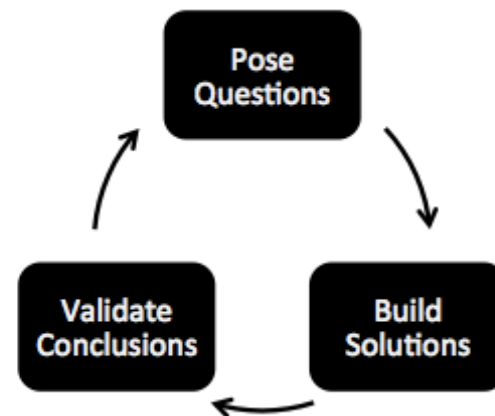 Pose
Questions
Build
Solutions
Validate
Conclusions